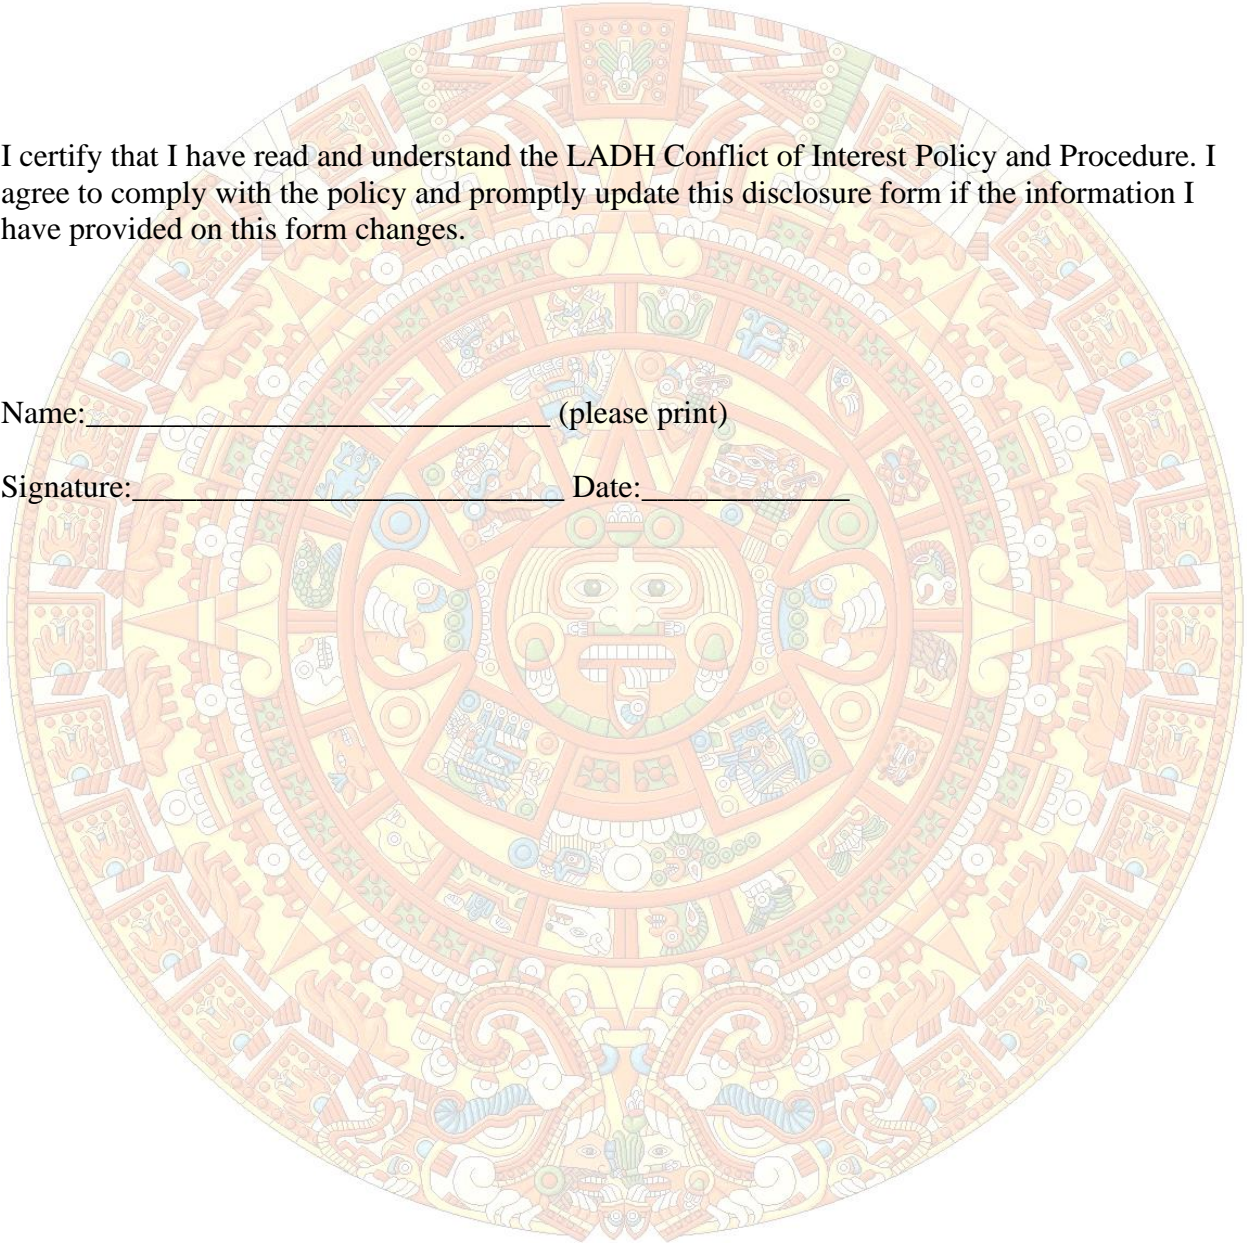 I certify that I have read and understand the LADH Conflict of Interest Policy and Procedure. I
agree to comply with the policy and promptly update this disclosure form if the information I
have provided on this form changes.
Name:_____________________________ (please print)
Signature:___________________________ Date:_____________